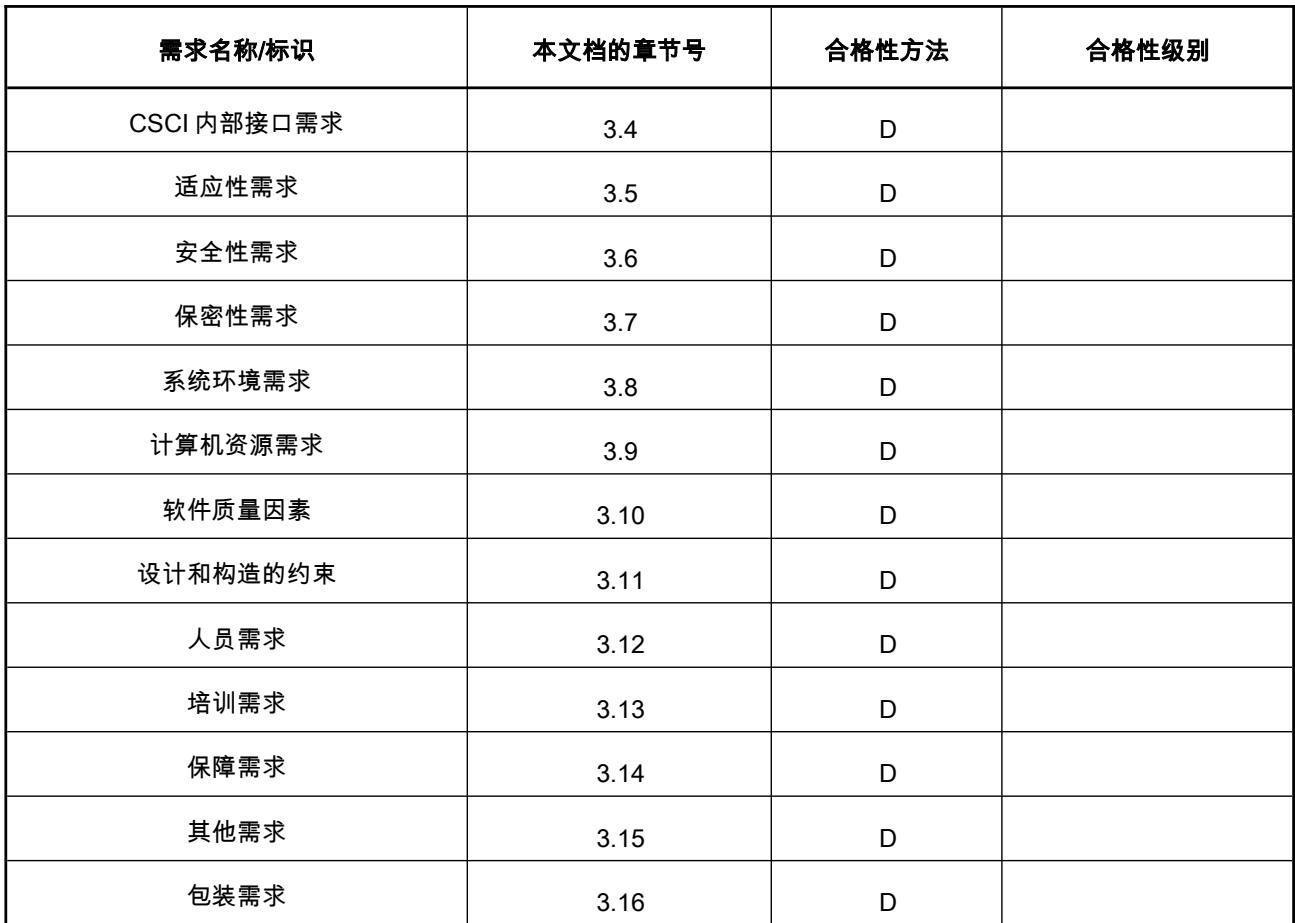 需求名称/标识 本文档的章节号 合格性方法 合格性级别
CSCI 内部接口需求 3.4 D
适应性需求 3.5 D
安全性需求 3.6 D
保密性需求 3.7 D
系统环境需求 3.8 D
计算机资源需求 3.9 D
软件质量因素 3.10 D
设计和构造的约束 3.11 D
人员需求 3.12 D
培训需求 3.13 D
保障需求 3.14 D
其他需求 3.15 D
包装需求 3.16 D